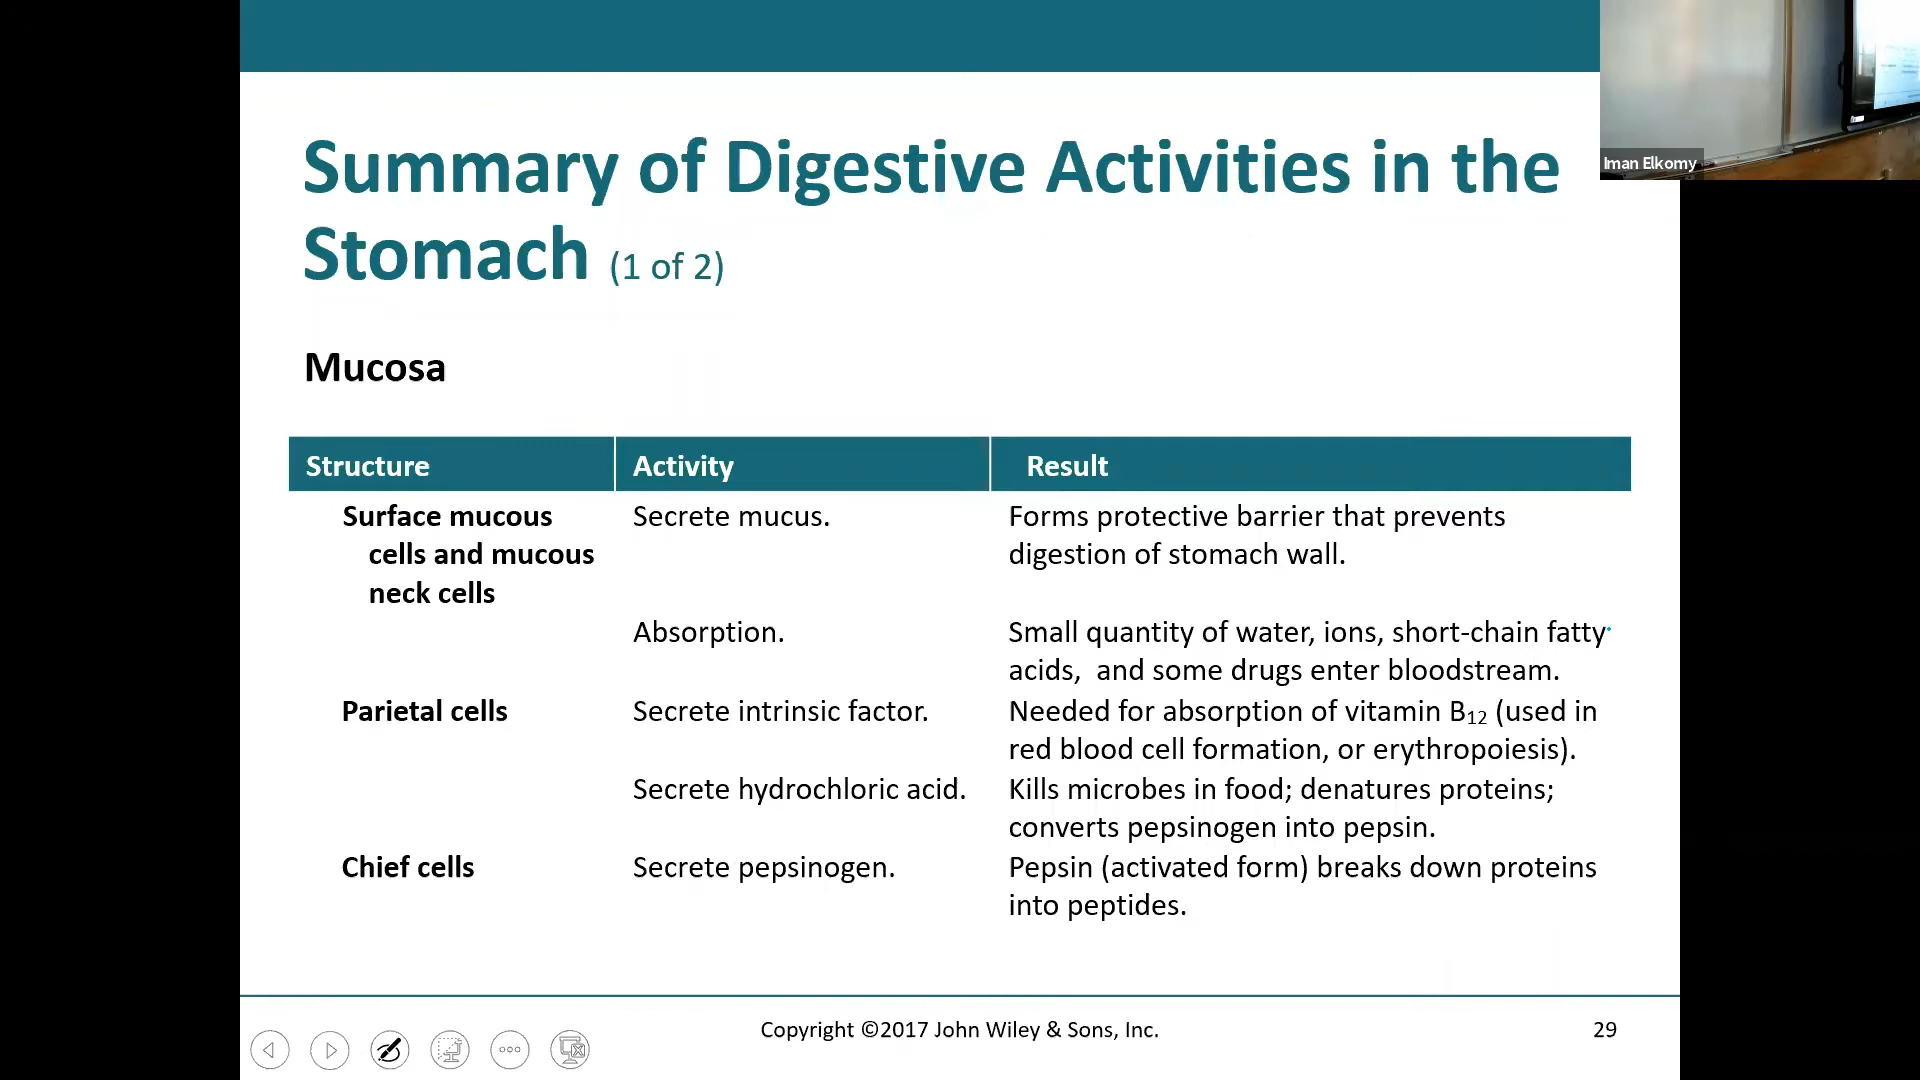 Summary of Digestive Activities in the
Stomach (1 of 2)
Iman Elkomy
Mucosa
Structure Activity Result
Surface mucous Secrete mucus. Forms protective barrier that prevents
cells and mucous digestion of stomach wall.
neck cells
Absorption. Small quantity of water, ions, short-chain fatty
acids, and some drugs enter bloodstream.
Parietal cells Secrete intrinsic factor. Needed for absorption of vitamin B12 (used in
red blood cell formation, or erythropoiesis).
Secrete hydrochloric acid. Kills microbes in food; denatures proteins;
converts pepsinogen into pepsin.
Chief cells Secrete pepsinogen. Pepsin (activated form) breaks down proteins
into peptides.
Copyright ©2017 John Wiley & Sons, Inc. 29